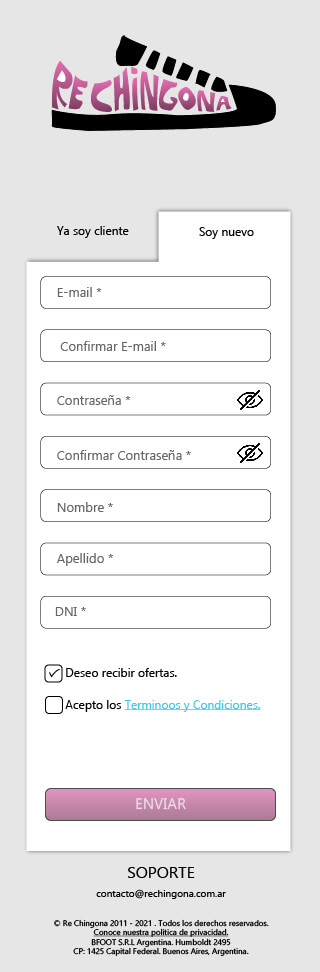 RE CHINGONA
Ya soy cliente
Soy nuevo
E-mail *
Confirmar E-mail *
Contraseña *
Confirmar Contraseña *
Nombre *
Apellido *
DNI *
Deseo recibir ofertas.
Acepto los Terminoos y Condiciones.
ENVIAR
SOPORTE
contacto@rechingona.com.ar
© Re Chingona 2011 - 2021 . Todos los derechos reservados.
Conoce nuestra politica de privacidad.
BFOOT S.R.L Argentina. Humboldt 2495
CP: 1425 Capital Federal. Buenos Aires, Argentina.